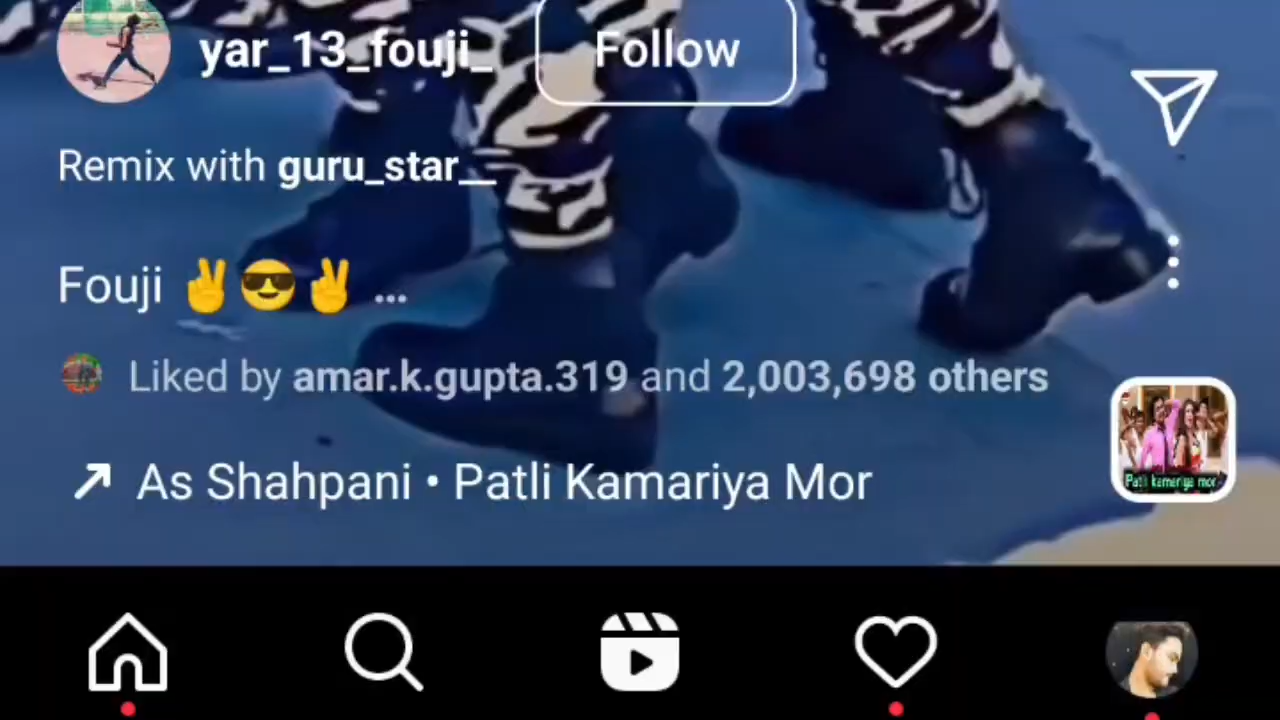 yar_13_fouji_ Follow
Remix with guru_star__
Fouji ✌😎✌ ...
Liked by amar.k.gupta.319 and 2,003,698 others
As Shahpani • Patli Kamariya Mor
Patli kamariya mor